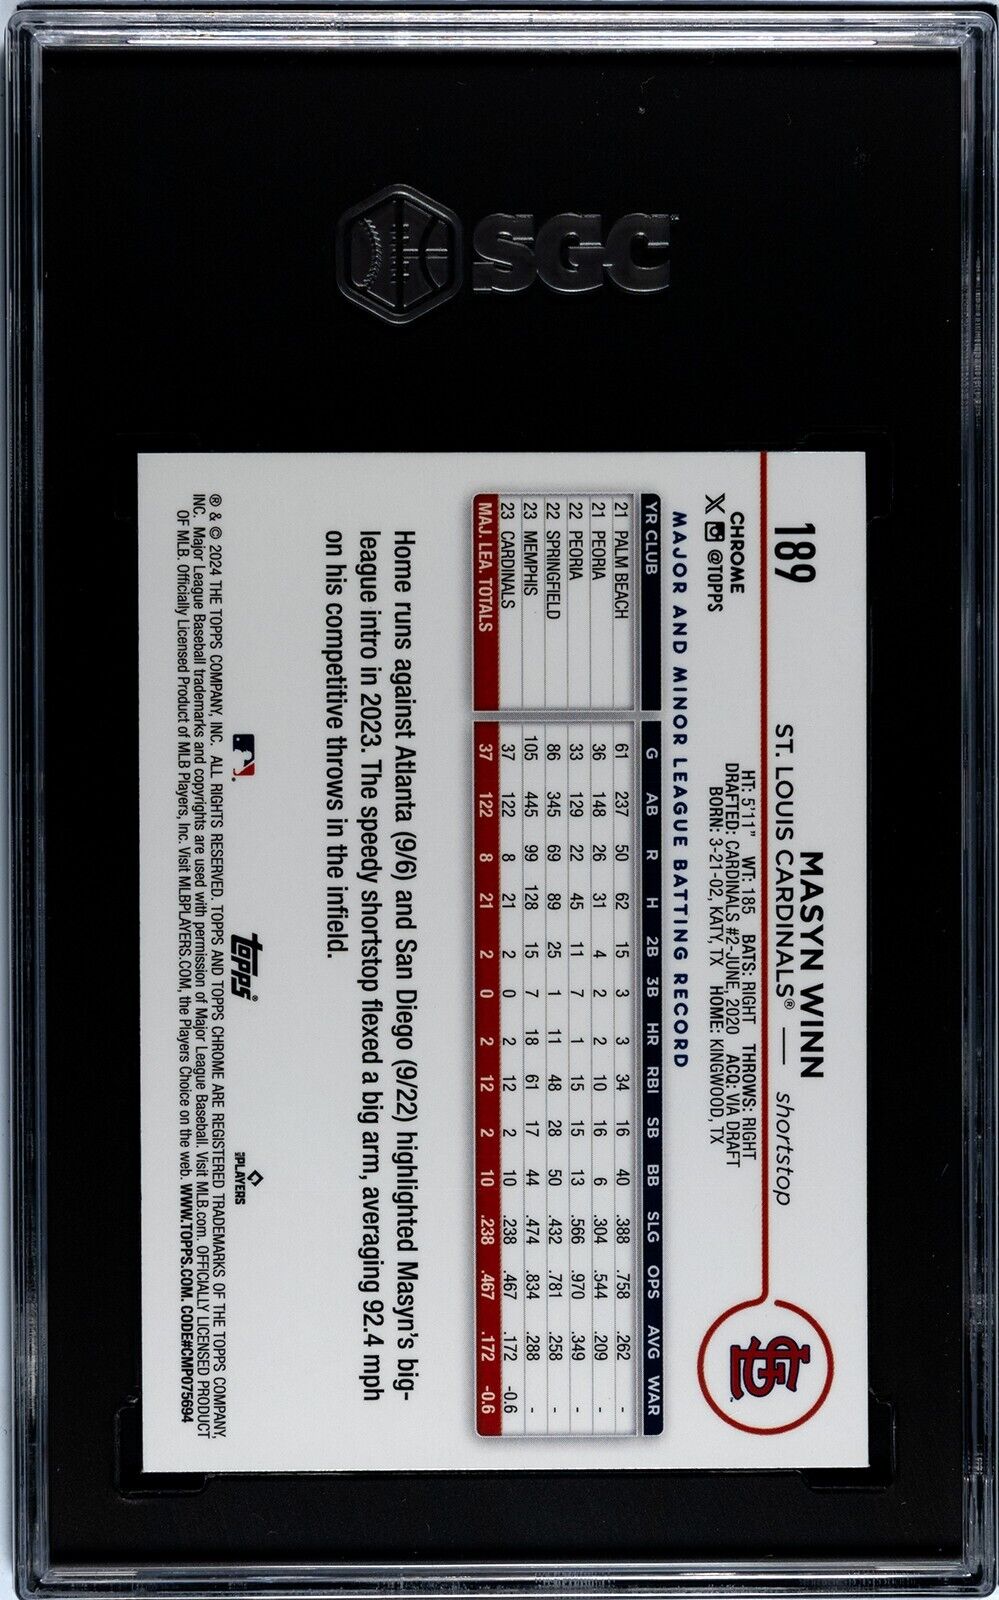 SGC
189
MASYN WINN
ST. LOUIS CARDINALS® — shortstop
CHROME
X @TOPPS
HT: 5'11" WT: 185 BATS: RIGHT THROWS: RIGHT
DRAFTED: CARDINALS #2-JUNE, 2020 ACQ: VIA DRAFT
BORN: 3-21-02, KATY, TX HOME: KINGWOOD, TX
MAJOR AND MINOR LEAGUE BATTING RECORD
YR CLUB G AB R H 2B 3B HR RBI SB BB SLG OPS AVG WAR
21 PALM BEACH 61 237 50 62 15 3 3 34 16 40 .388 .758 .262 -
21 PEORIA 36 148 26 31 4 2 2 10 16 6 .304 .544 .209 -
22 PEORIA 33 129 22 45 11 7 1 15 15 13 .566 .970 .349 -
22 SPRINGFIELD 86 345 69 89 25 1 11 48 28 50 .432 .781 .258 -
23 MEMPHIS 105 445 99 128 15 7 18 61 17 44 .474 .834 .288 -
23 CARDINALS 37 122 8 21 2 0 2 12 2 10 .238 .467 .172 -0.6
MAJ. LEA. TOTALS 37 122 8 21 2 0 2 12 2 10 .238 .467 .172 -0.6
Home runs against Atlanta (9/6) and San Diego (9/22) highlighted Masyn's big-
league intro in 2023. The speedy shortstop flexed a big arm, averaging 92.4 mph
on his competitive throws in the infield.
topps®
MLB PLAYERS
® & © 2024 THE TOPPS COMPANY, INC. ALL RIGHTS RESERVED. TOPPS AND TOPPS CHROME ARE REGISTERED TRADEMARKS OF THE TOPPS COMPANY,
INC. Major League Baseball trademarks and copyrights are used with permission of Major League Baseball. Visit MLB.com. OFFICIALLY LICENSED PRODUCT
OF MLB. Officially Licensed Product of MLB Players, Inc. Visit MLBPLAYERS.COM, the Players Choice on the web. WWW.TOPPS.COM. CODE#CMP075694